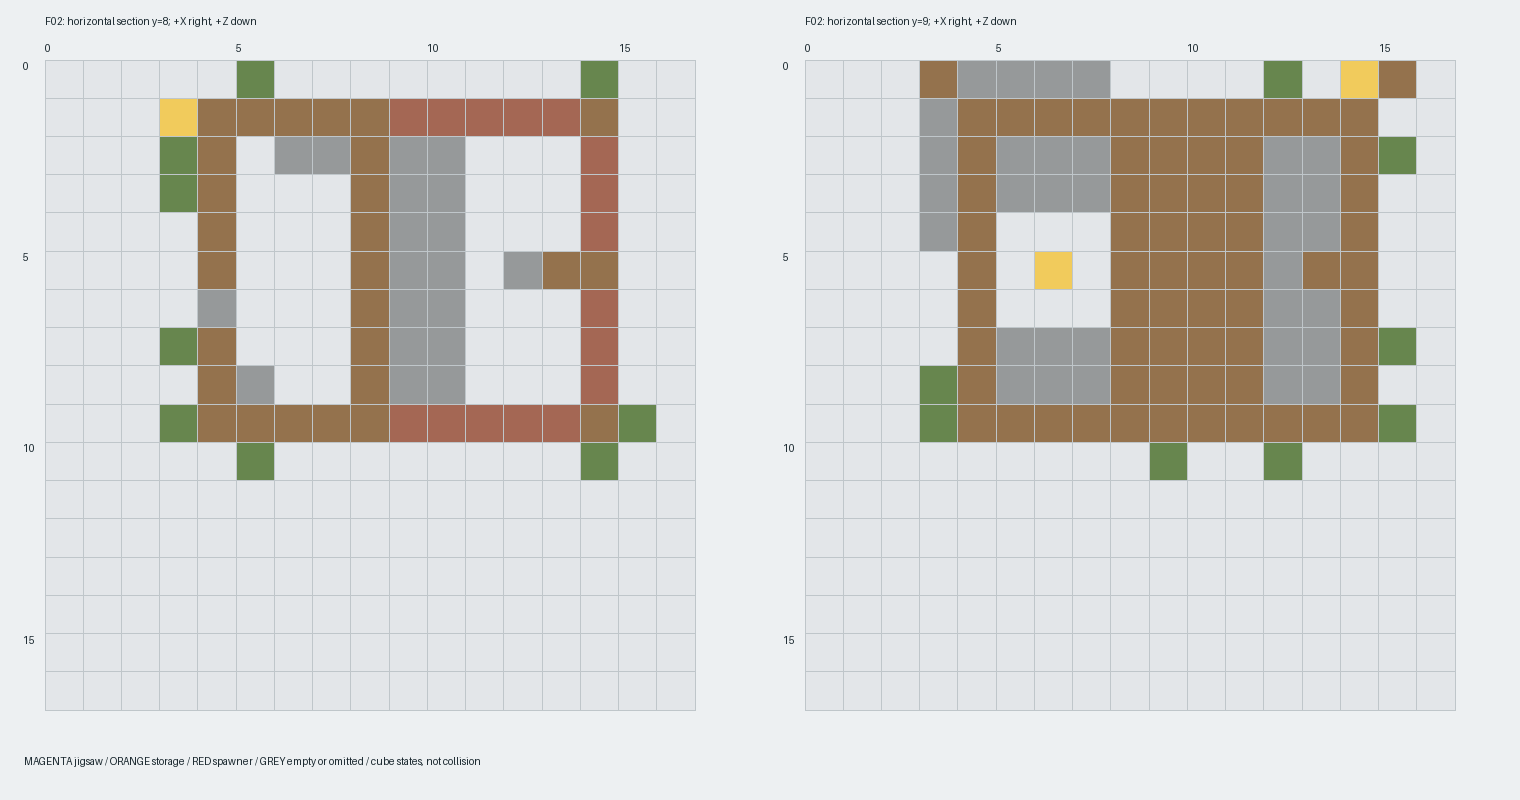 F02: horizontal section y=8; +X right, +Z down
F02: horizontal section y=9; +X right, +Z down
0 5 10 15
0 5 10 15
0
5
10
15
0
5
10
15
MAGENTA jigsaw / ORANGE storage / RED spawner / GREY empty or omitted / cube states, not collision